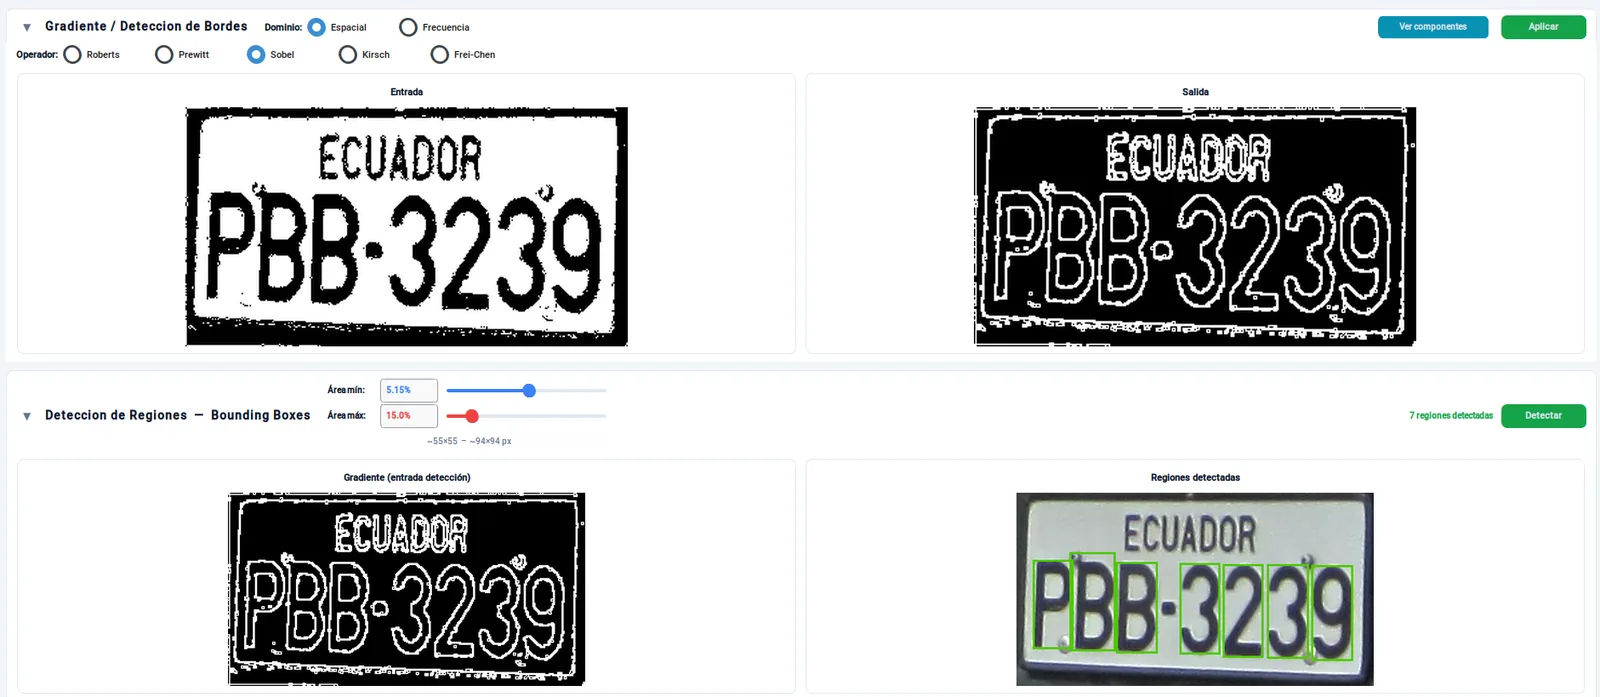 ▼ Gradiente / Deteccion de Bordes Dominio: Espacial Frecuencia Ver componentes Aplicar
Operador: Roberts Prewitt Sobel Kirsch Frei-Chen
Entrada
ECUADOR
PBB·3239
Salida
ECUADOR
PBB·3239
Área mín: 5.15%
▼ Deteccion de Regiones — Bounding Boxes Área máx: 15.0% 7 regiones detectadas Detectar
~55×55 – ~94×94 px
Gradiente (entrada detección)
ECUADOR
PBB·3239
Regiones detectadas
ECUADOR
PBB·3239